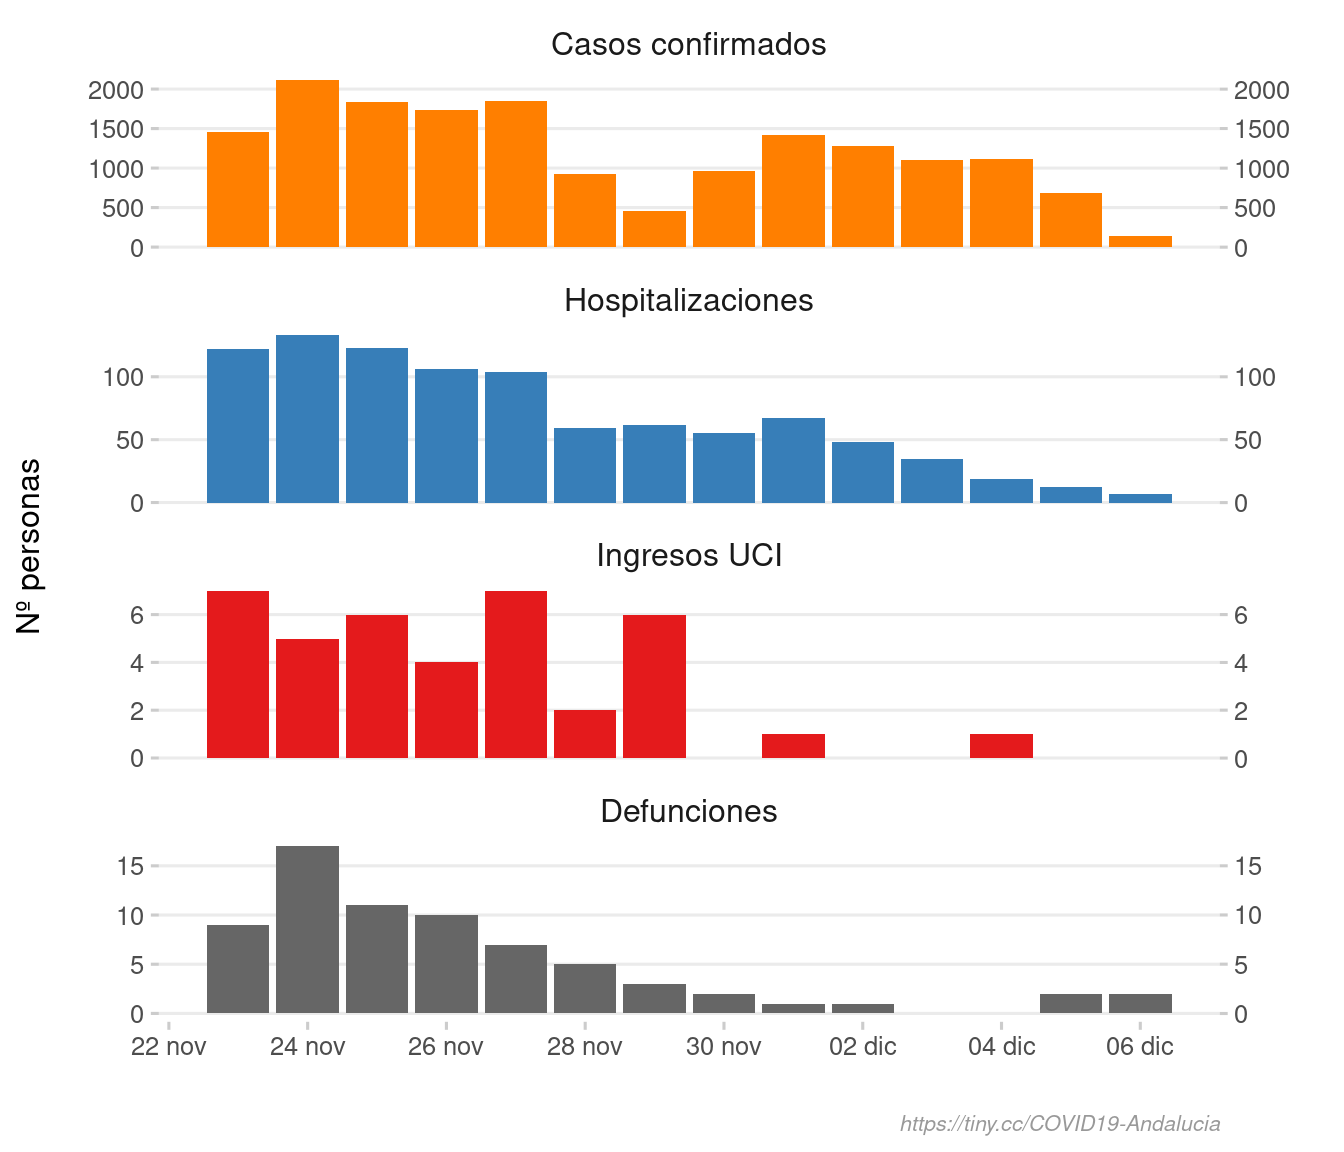 Casos confirmados
2000 2000
1500 1500
1000 1000
500 500
0 0
Hospitalizaciones
100 100
50 50
0 0
Nº personas
Ingresos UCI
6 6
4 4
2 2
0 0
Defunciones
15 15
10 10
5 5
0 0
22 nov 24 nov 26 nov 28 nov 30 nov 02 dic 04 dic 06 dic
https://tiny.cc/COVID19-Andalucia